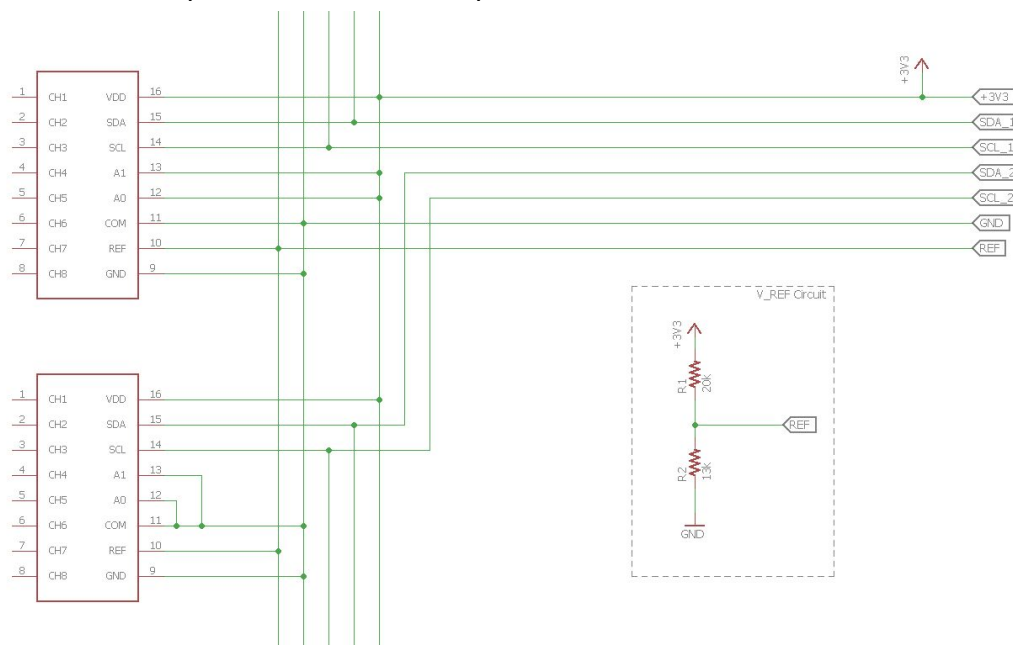 +3V3
1 CH1 VDD 16
2 CH2 SDA 15
3 CH3 SCL 14
4 CH4 A1 13
5 CH5 A0 12
6 CH6 COM 11
7 CH7 REF 10
8 CH8 GND 9
+3V3
SDA_1
SCL_1
SDA_2
SCL_2
GND
REF
V_REF Circuit
+3V3
R1
20k
REF
R2
13k
GND
1 CH1 VDD 16
2 CH2 SDA 15
3 CH3 SCL 14
4 CH4 A1 13
5 CH5 A0 12
6 CH6 COM 11
7 CH7 REF 10
8 CH8 GND 9